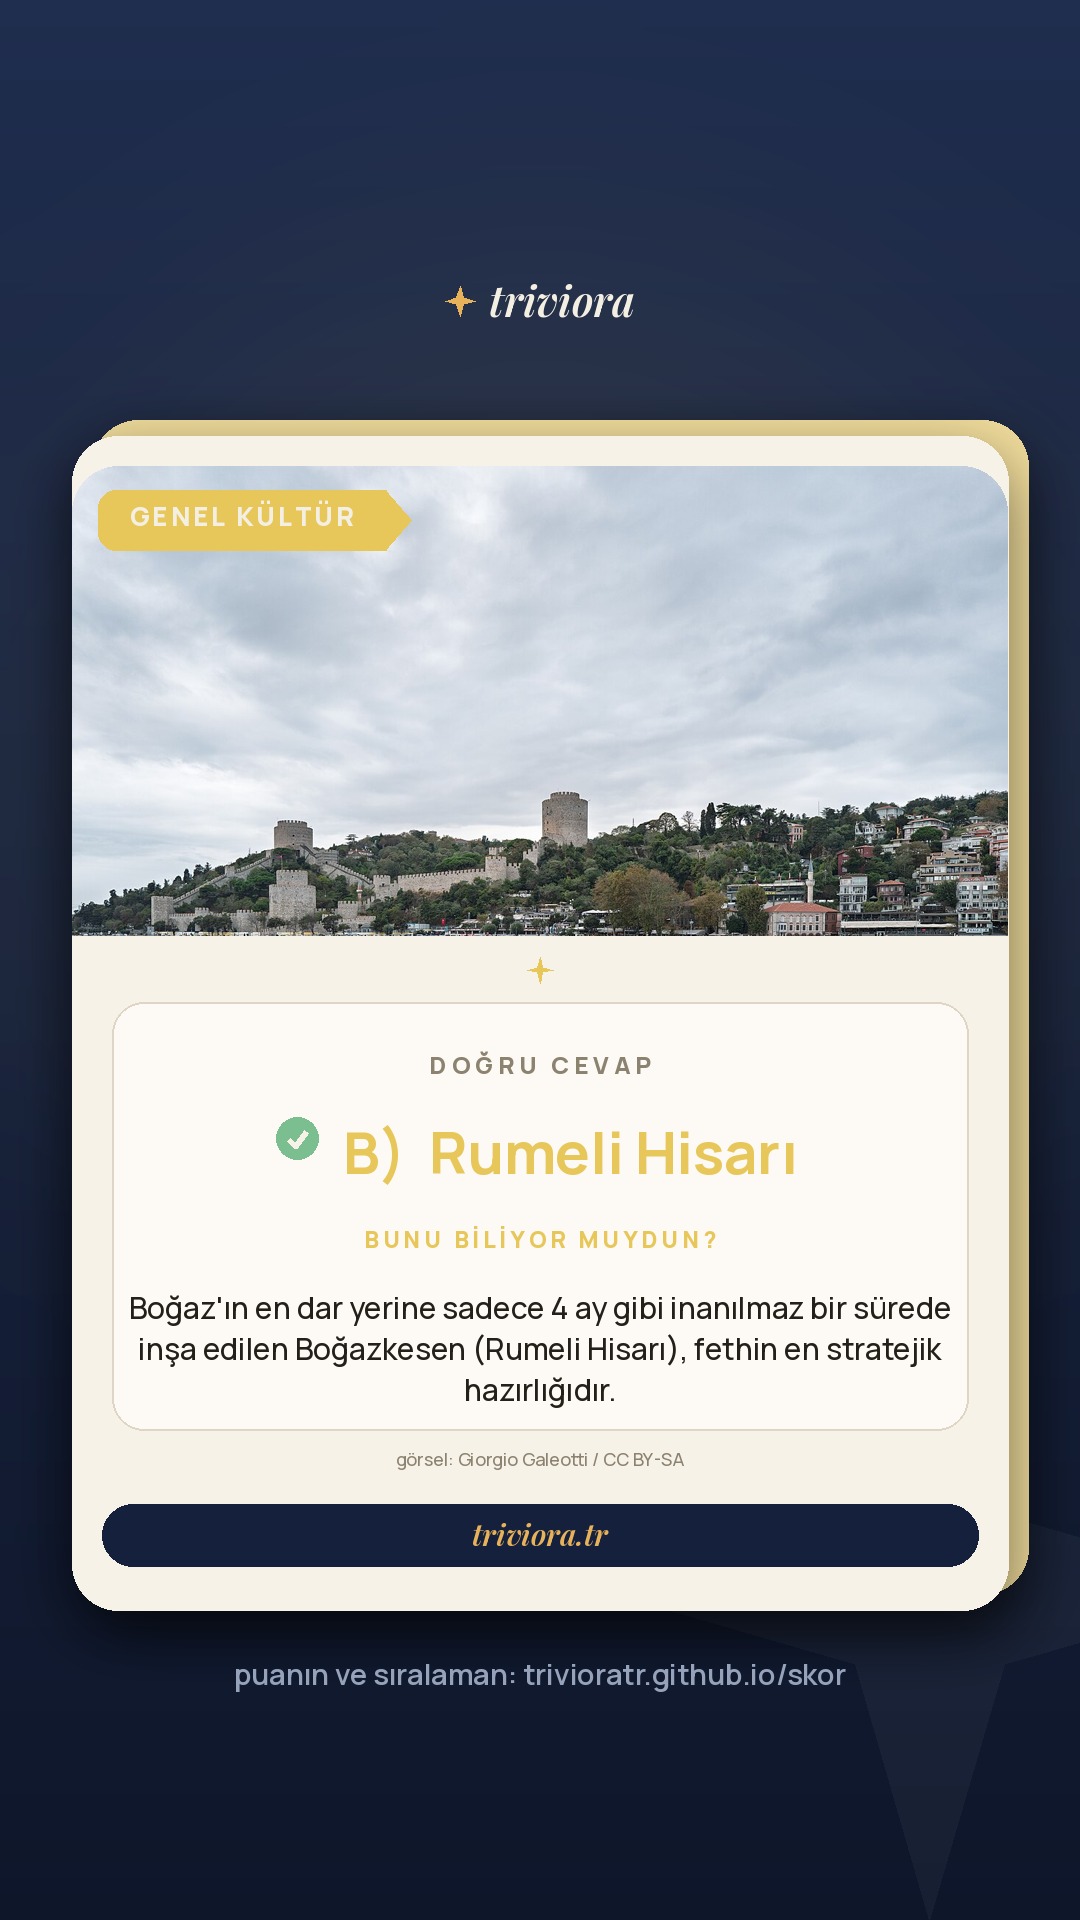 triviora
GENEL KÜLTÜR
DOĞRU CEVAP
B) Rumeli Hisarı
BUNU BİLİYOR MUYDUN?
Boğaz'ın en dar yerine sadece 4 ay gibi inanılmaz bir sürede
inşa edilen Boğazkesen (Rumeli Hisarı), fethin en stratejik
hazırlığıdır.
görsel: Giorgio Galeotti / CC BY-SA
triviora.tr
puanın ve sıralaman: trivioratr.github.io/skor